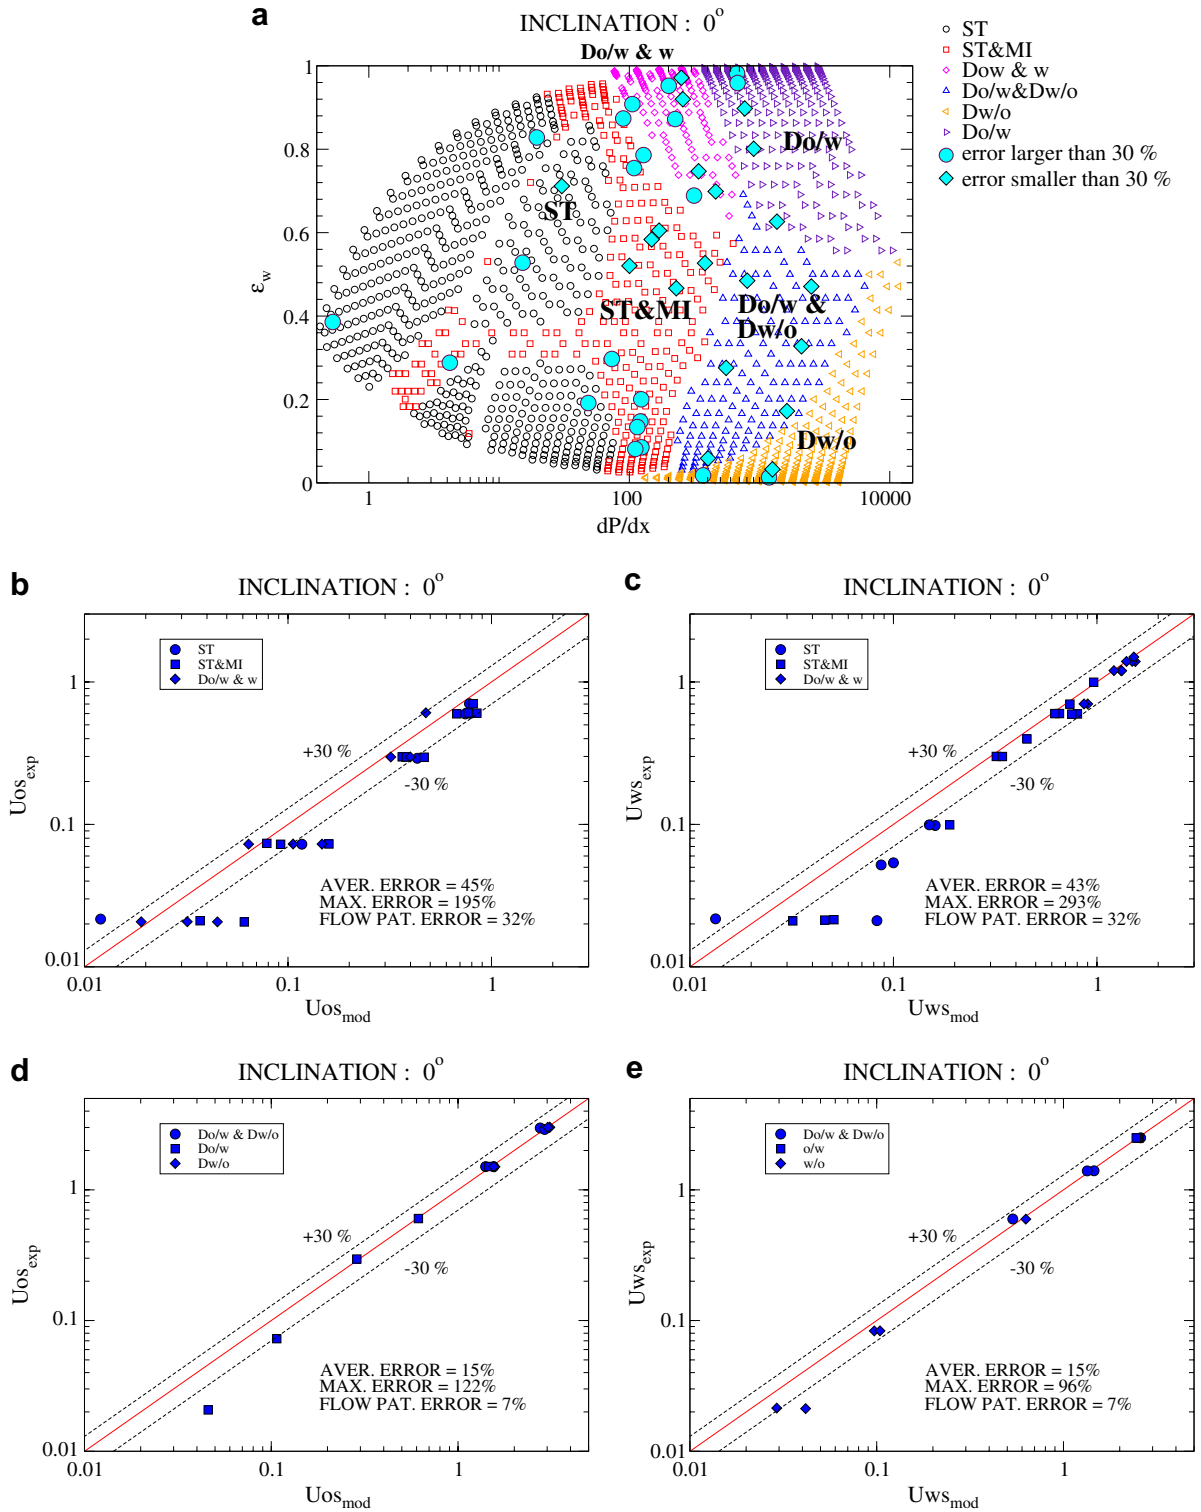 a
INCLINATION : 0°
Do/w & w
ST
ST&MI
Dow & w
Do/w&Dw/o
Dw/o
Do/w
error larger than 30 %
error smaller than 30 %
1
0.8
0.6
0.4
0.2
0
ε_w
Do/w
ST
ST&MI
Do/w &
Dw/o
Dw/o
1
100
10000
dP/dx
b
INCLINATION : 0°
ST
ST&MI
Do/w & w
+30 %
-30 %
AVER. ERROR = 45%
MAX. ERROR = 195%
FLOW PAT. ERROR = 32%
1
0.1
0.01
Uos_exp
0.01
0.1
1
Uos_mod
c
INCLINATION : 0°
ST
ST&MI
Do/w & w
+30 %
-30 %
AVER. ERROR = 43%
MAX. ERROR = 293%
FLOW PAT. ERROR = 32%
1
0.1
0.01
Uws_exp
0.01
0.1
1
Uws_mod
d
INCLINATION : 0°
Do/w & Dw/o
Do/w
Dw/o
+30 %
-30 %
AVER. ERROR = 15%
MAX. ERROR = 122%
FLOW PAT. ERROR = 7%
1
0.1
0.01
Uos_exp
0.01
0.1
1
Uos_mod
e
INCLINATION : 0°
Do/w & Dw/o
o/w
w/o
+30 %
-30 %
AVER. ERROR = 15%
MAX. ERROR = 96%
FLOW PAT. ERROR = 7%
1
0.1
0.01
Uws_exp
0.01
0.1
1
Uws_mod